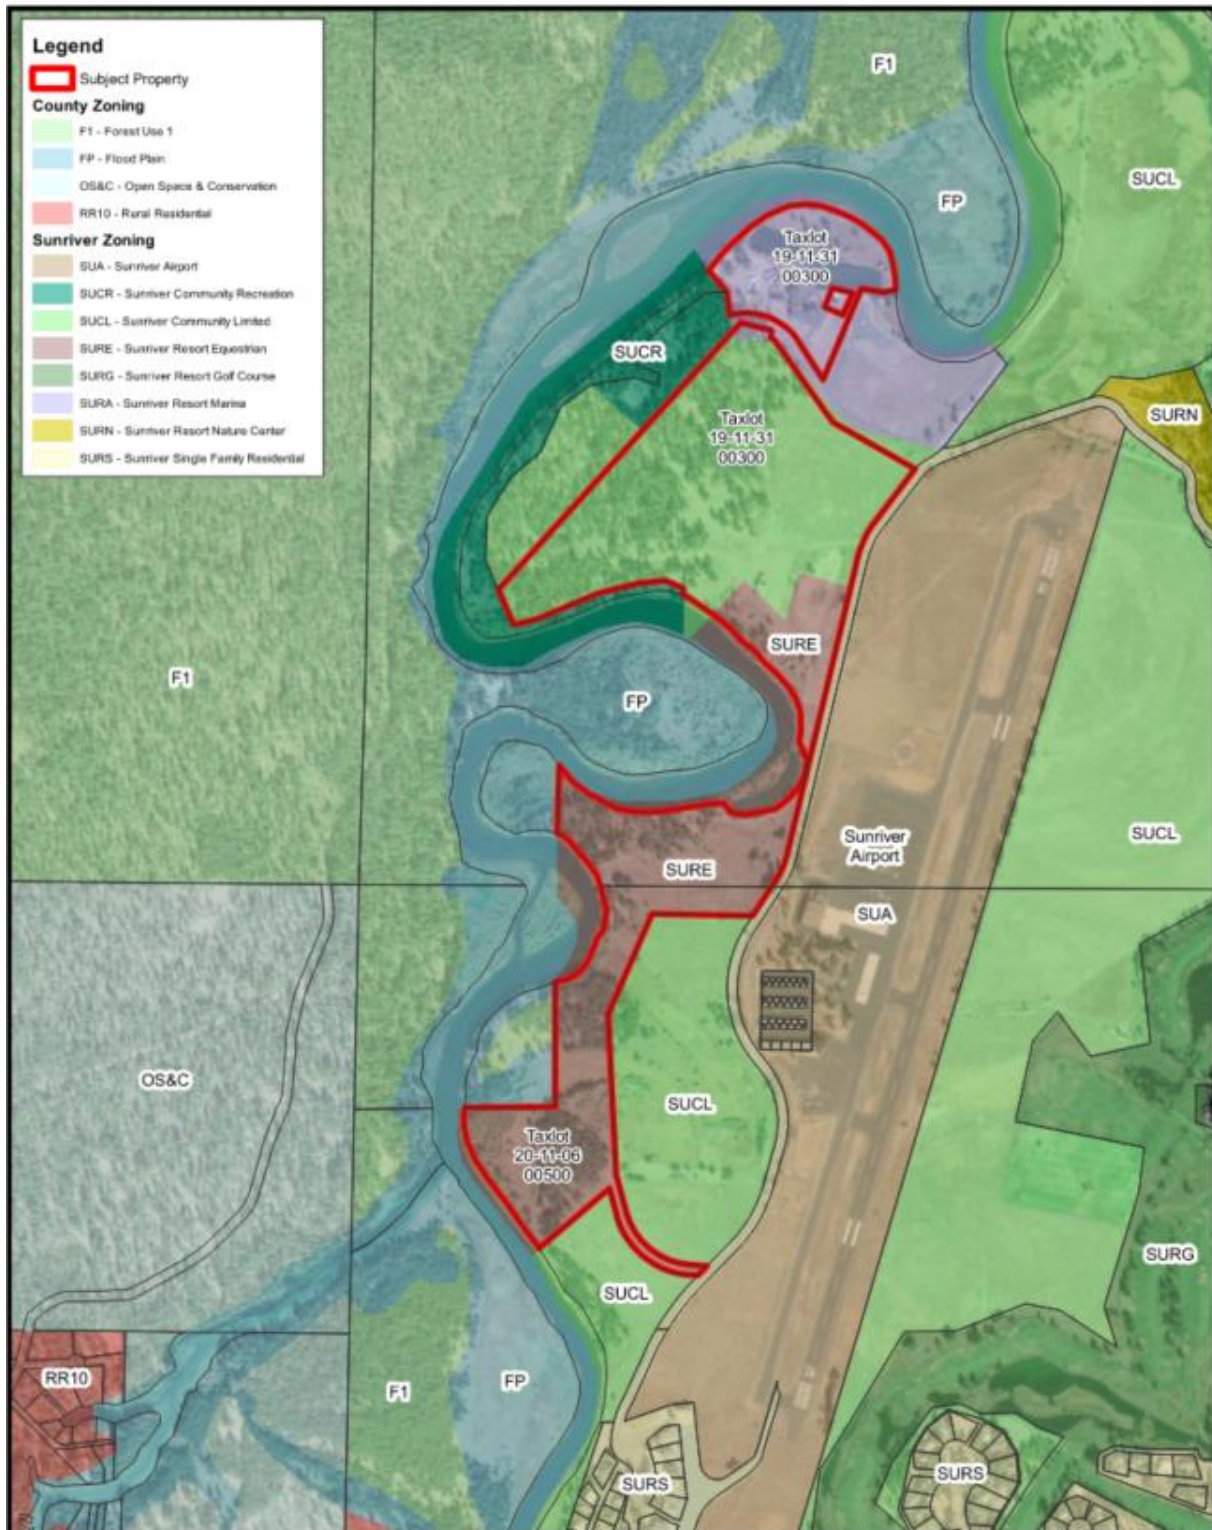 Legend
Subject Property
County Zoning
F1 - Forest Use 1
FP - Flood Plain
OS&C - Open Space & Conservation
RR10 - Rural Residential
Sunriver Zoning
SUA - Sunriver Airport
SUCR - Sunriver Community Recreation
SUCL - Sunriver Community Limited
SURE - Sunriver Resort Equestrian
SURG - Sunriver Resort Golf Course
SURA - Sunriver Resort Marina
SURN - Sunriver Resort Nature Center
SURS - Sunriver Single Family Residential
F1
SUCL
FP
Taxlot
19-11-31
00300
SUCR
SURN
Taxlot
19-11-31
00300
SURE
F1
FP
Sunriver
Airport
SUCL
SURE
SUA
OS&C
SUCL
Taxlot
20-11-06
00500
SURG
SUCL
RR10
F1
FP
SURS
SURS